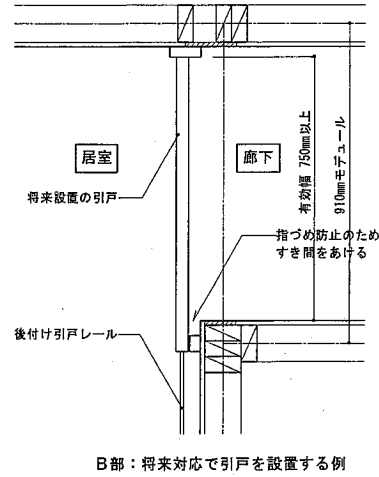 居室
廊下
有効幅 750mm以上
910mmモデュール
将来設置の引戸
指づめ防止のため
すき間をあける
後付け引戸レール
B部：将来対応で引戸を設置する例